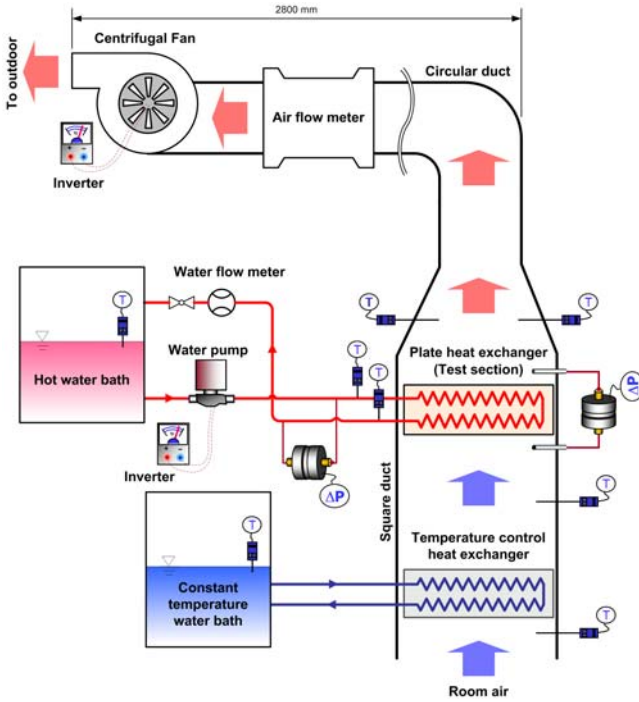 2800 mm
Centrifugal Fan
To outdoor
Circular duct
Air flow meter
Inverter
Water flow meter
T
T
T
Water pump
T
T
Plate heat exchanger
(Test section)
Hot water bath
ΔP
Inverter
ΔP
Square duct
T
T
Temperature control
heat exchanger
Constant
temperature
water bath
T
Room air